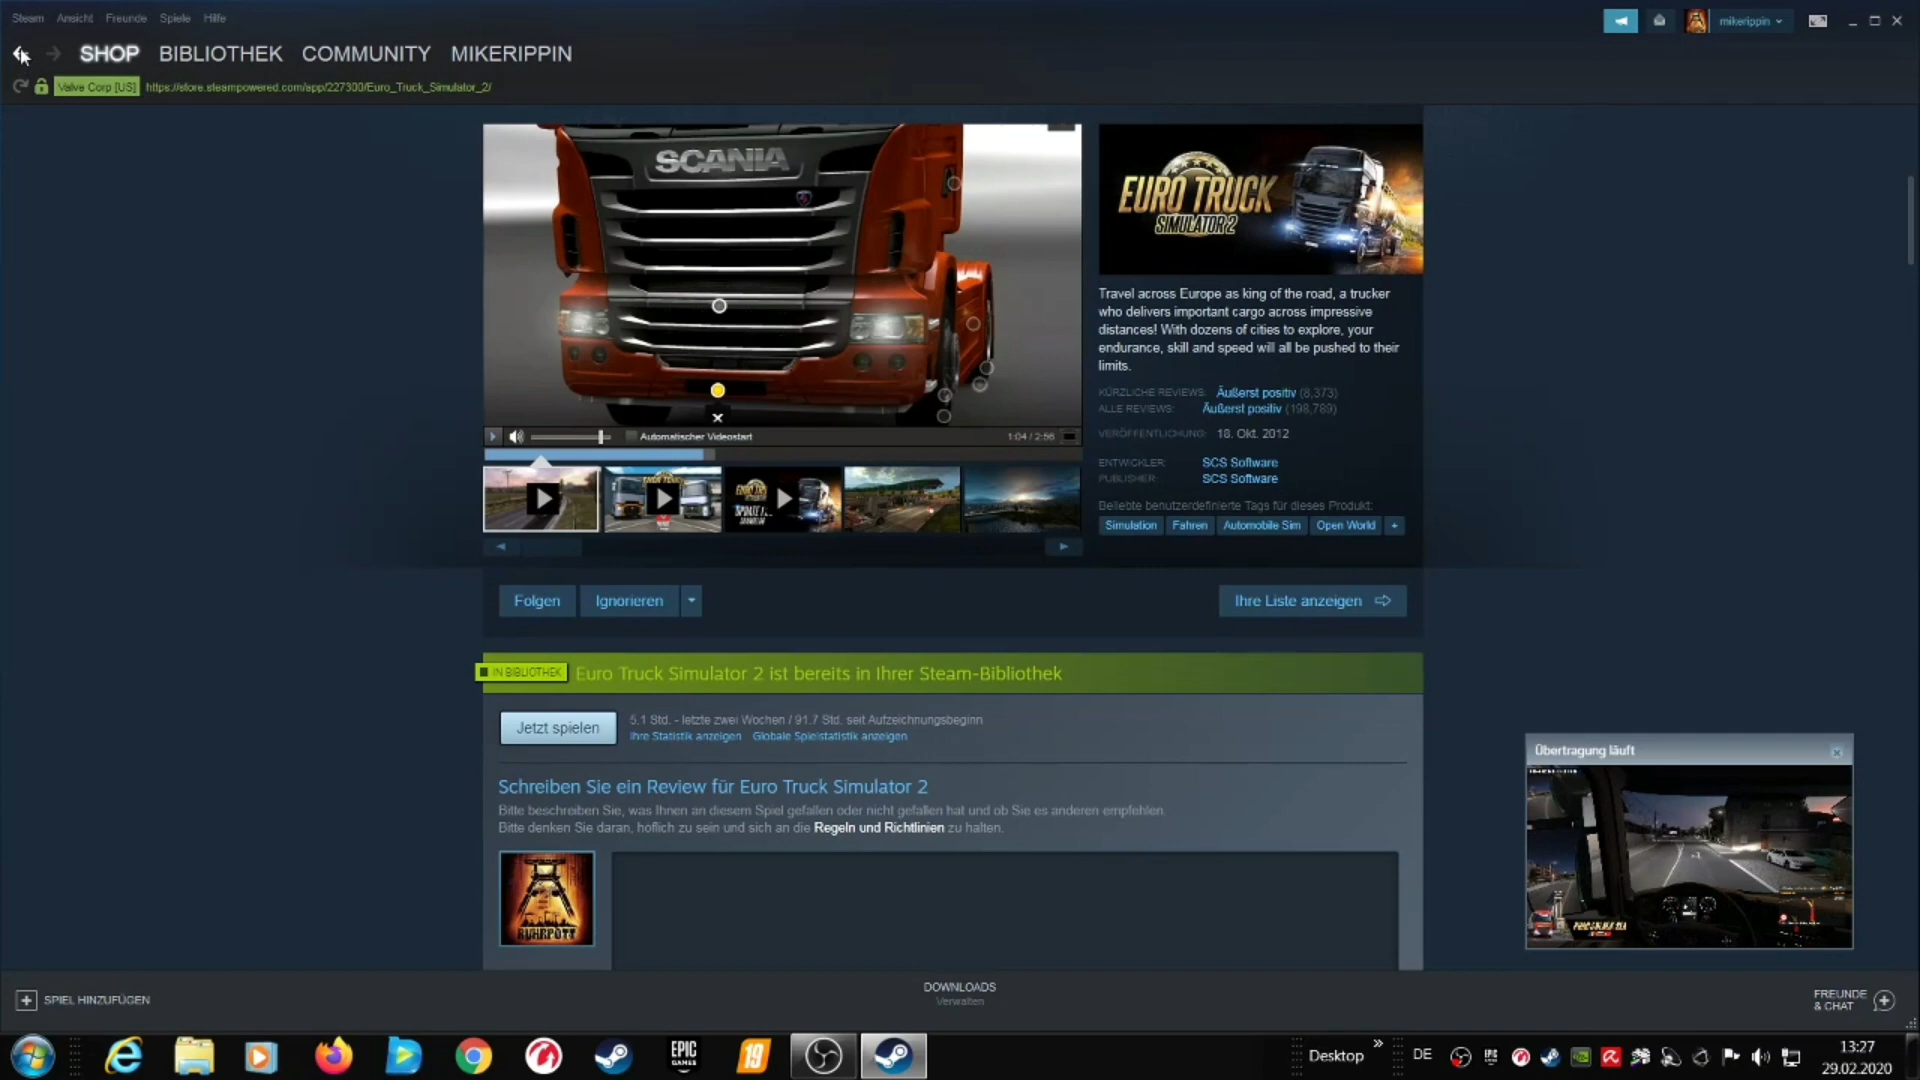 Steam Ansicht Freunde Spiele Hilfe
mikerippin
SHOP BIBLIOTHEK COMMUNITY MIKERIPPIN
Valve Corp [US] https://store.steampowered.com/app/227300/Euro_Truck_Simulator_2/
SCANIA
EURO TRUCK
SIMULATOR 2
Travel across Europe as king of the road, a trucker
who delivers important cargo across impressive
distances! With dozens of cities to explore, your
endurance, skill and speed will all be pushed to their
limits.
KÜRZLICHE REVIEWS: Äußerst positiv (8,373)
ALLE REVIEWS: Äußerst positiv (198,789)
VERÖFFENTLICHUNG: 18. Okt. 2012
ENTWICKLER: SCS Software
PUBLISHER: SCS Software
Beliebte benutzerdefinierte Tags für dieses Produkt:
Simulation Fahren Automobile Sim Open World +
Automatischer Videostart 1:04 / 2:56
Folgen Ignorieren Ihre Liste anzeigen
IN BIBLIOTHEK Euro Truck Simulator 2 ist bereits in Ihrer Steam-Bibliothek
Jetzt spielen
5.1 Std. - letzte zwei Wochen / 91.7 Std. seit Aufzeichnungsbeginn
Ihre Statistik anzeigen Globale Spielstatistik anzeigen
Schreiben Sie ein Review für Euro Truck Simulator 2
Bitte beschreiben Sie, was Ihnen an diesem Spiel gefallen oder nicht gefallen hat und ob Sie es anderen empfehlen.
Bitte denken Sie daran, höflich zu sein und sich an die Regeln und Richtlinien zu halten.
RUHRPOTT
Übertragung läuft
SPIEL HINZUFÜGEN
DOWNLOADS
Verwalten
FREUNDE
& CHAT
EPIC
GAMES
19
Desktop
DE
13:27
29.02.2020